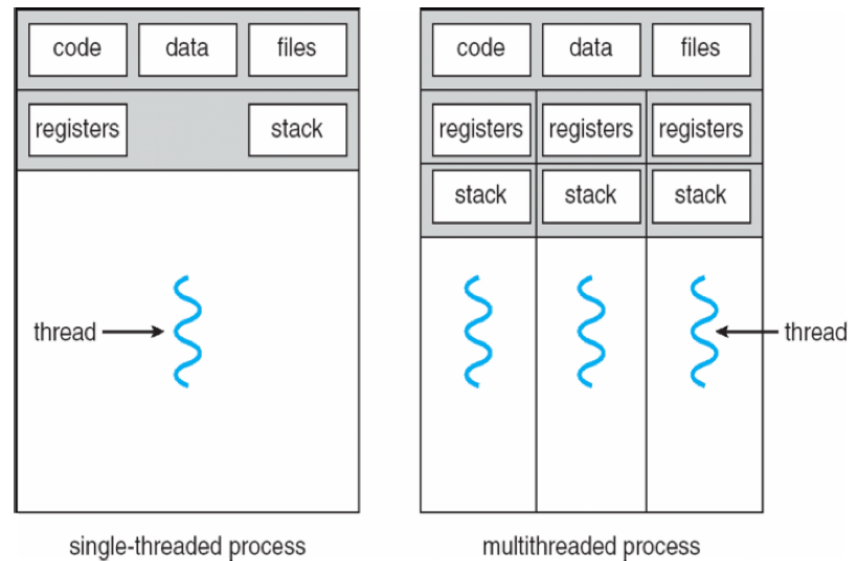 code data files
registers stack
thread
single-threaded process
code data files
registers registers registers
stack stack stack
thread
multithreaded process